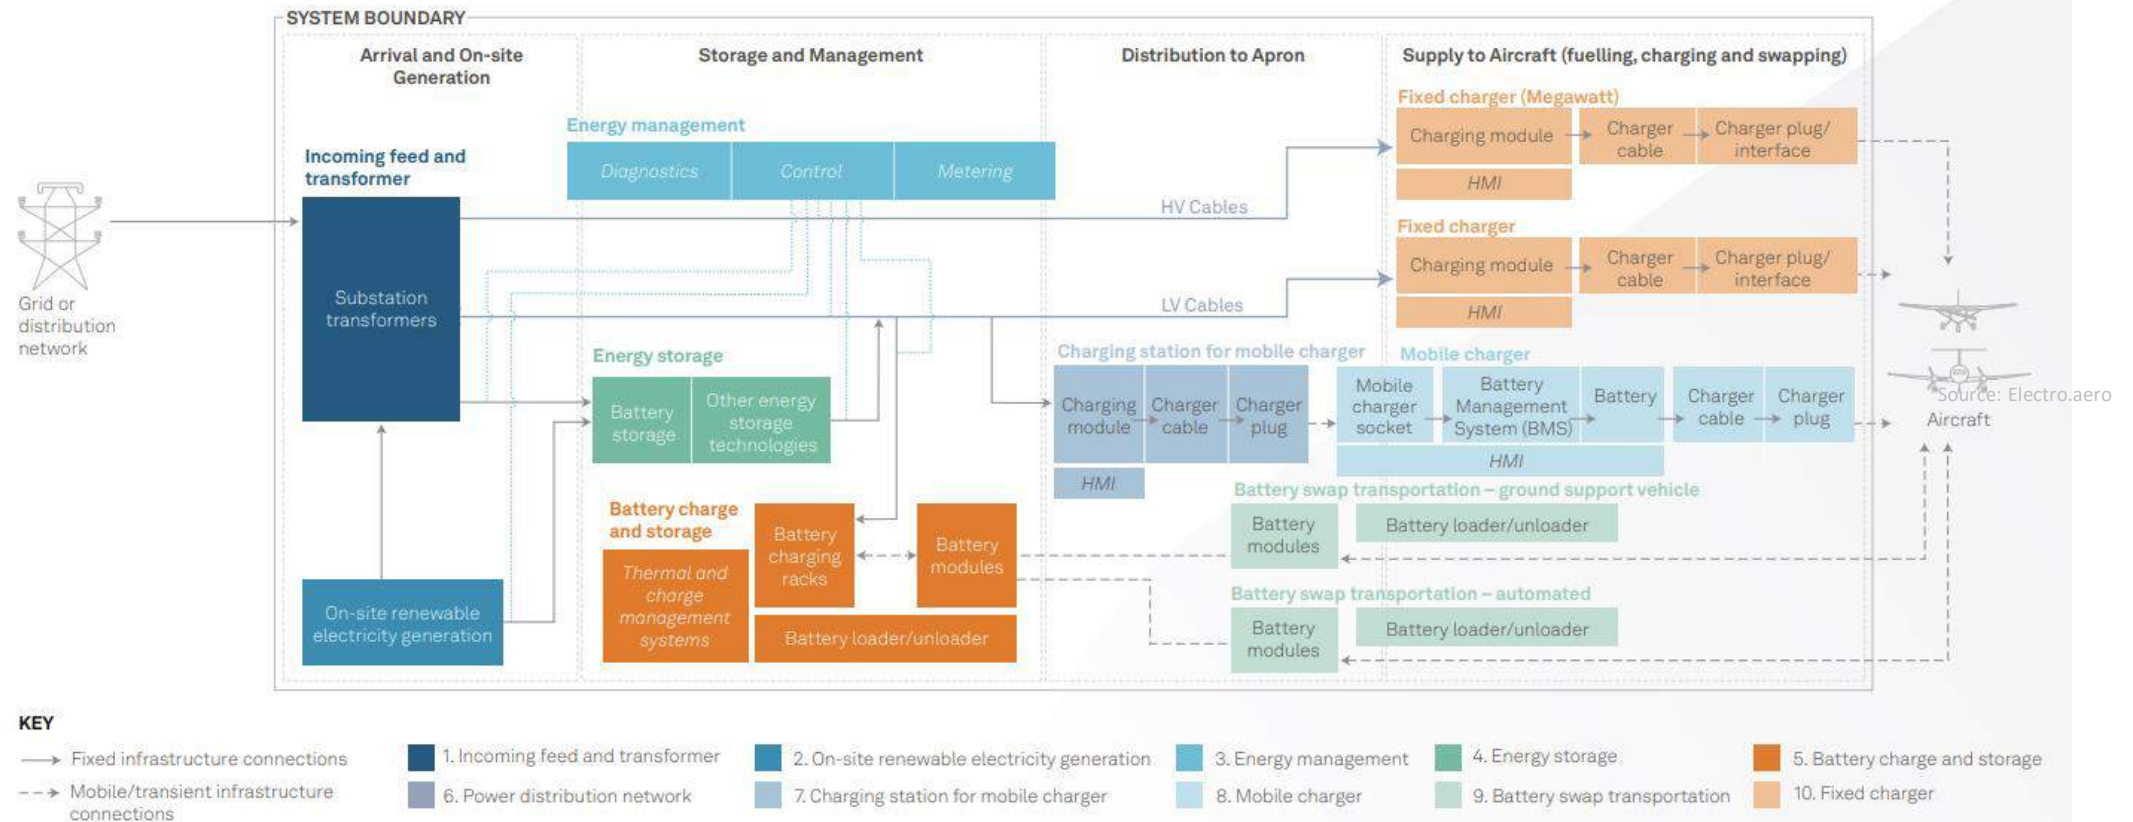 SYSTEM BOUNDARY
Arrival and On-site
Generation
Storage and Management
Distribution to Apron
Supply to Aircraft (fuelling, charging and swapping)
Grid or
distribution
network
Incoming feed and
transformer
Substation
transformers
On-site renewable
electricity generation
Energy management
Diagnostics
Control
Metering
HV Cables
LV Cables
Energy storage
Battery
storage
Other energy
storage
technologies
Battery charge
and storage
Thermal and
charge
management
systems
Battery
charging
racks
Battery
modules
Battery loader/unloader
Charging station for mobile charger
Charging
module
Charger
cable
Charger
plug
HMI
Fixed charger (Megawatt)
Charging module
Charger
cable
Charger plug/
interface
HMI
Fixed charger
Charging module
Charger
cable
Charger plug/
interface
HMI
Mobile charger
Mobile
charger
socket
Battery
Management
System (BMS)
Battery
Charger
cable
Charger
plug
HMI
Battery swap transportation – ground support vehicle
Battery
modules
Battery loader/unloader
Battery swap transportation – automated
Battery
modules
Battery loader/unloader
Source: Electro.aero
Aircraft
KEY
Fixed infrastructure connections
Mobile/transient infrastructure
connections
1. Incoming feed and transformer
2. On-site renewable electricity generation
3. Energy management
4. Energy storage
5. Battery charge and storage
6. Power distribution network
7. Charging station for mobile charger
8. Mobile charger
9. Battery swap transportation
10. Fixed charger